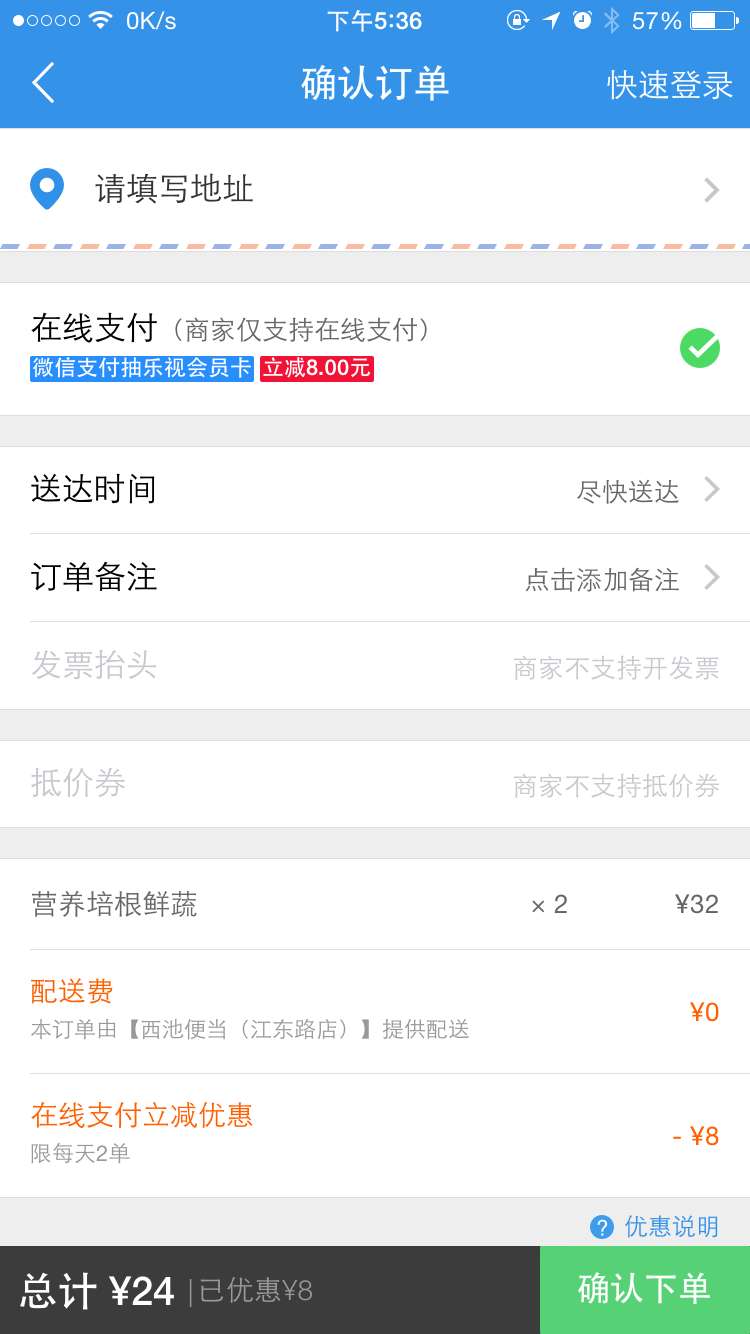 0K/s 下午5:36 57%
确认订单 快速登录
请填写地址
在线支付（商家仅支持在线支付）
微信支付抽乐视会员卡 立减8.00元
送达时间 尽快送达
订单备注 点击添加备注
发票抬头 商家不支持开发票
抵价券 商家不支持抵价券
营养培根鲜蔬 × 2 ¥32
配送费 ¥0
本订单由【西池便当（江东路店）】提供配送
在线支付立减优惠 - ¥8
限每天2单
? 优惠说明
总计 ¥24 |已优惠¥8 确认下单